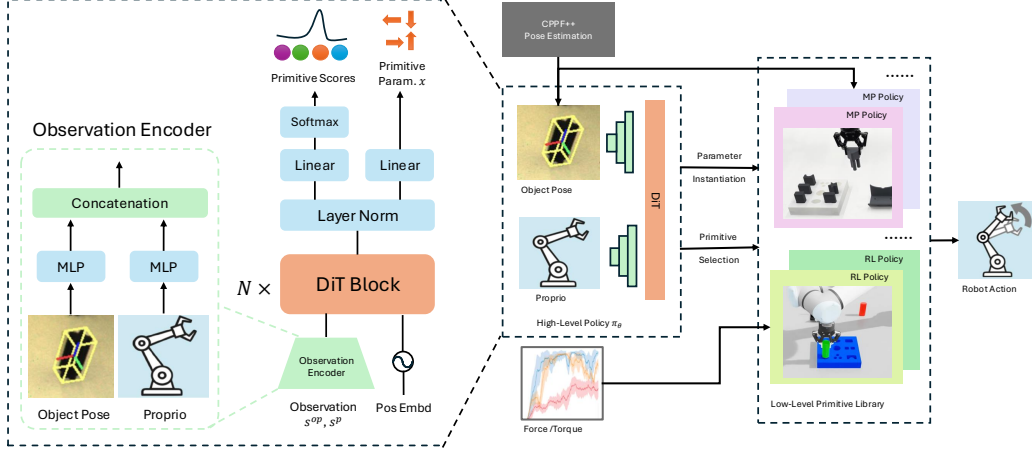 Primitive Scores
Primitive
Param. x
Softmax
Linear
Linear
Layer Norm
N ×
DiT Block
Observation
Encoder
Observation
s^{op}, s^{p}
Pos Embd
Observation Encoder
Concatenation
MLP
MLP
Object Pose
Proprio
CPPF++
Pose Estimation
Object Pose
Proprio
DiT
High-Level Policy π_θ
Force /Torque
Parameter
Instantiation
Primitive
Selection
......
MP Policy
MP Policy
......
RL Policy
RL Policy
Low-Level Primitive Library
Robot Action